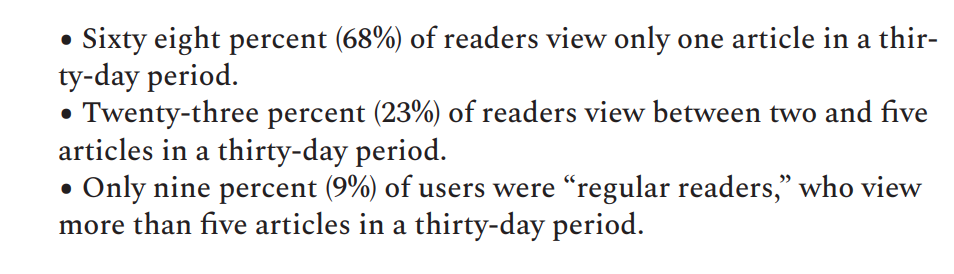 • Sixty eight percent (68%) of readers view only one article in a thir-
ty-day period.
• Twenty-three percent (23%) of readers view between two and five
articles in a thirty-day period.
• Only nine percent (9%) of users were “regular readers,” who view
more than five articles in a thirty-day period.